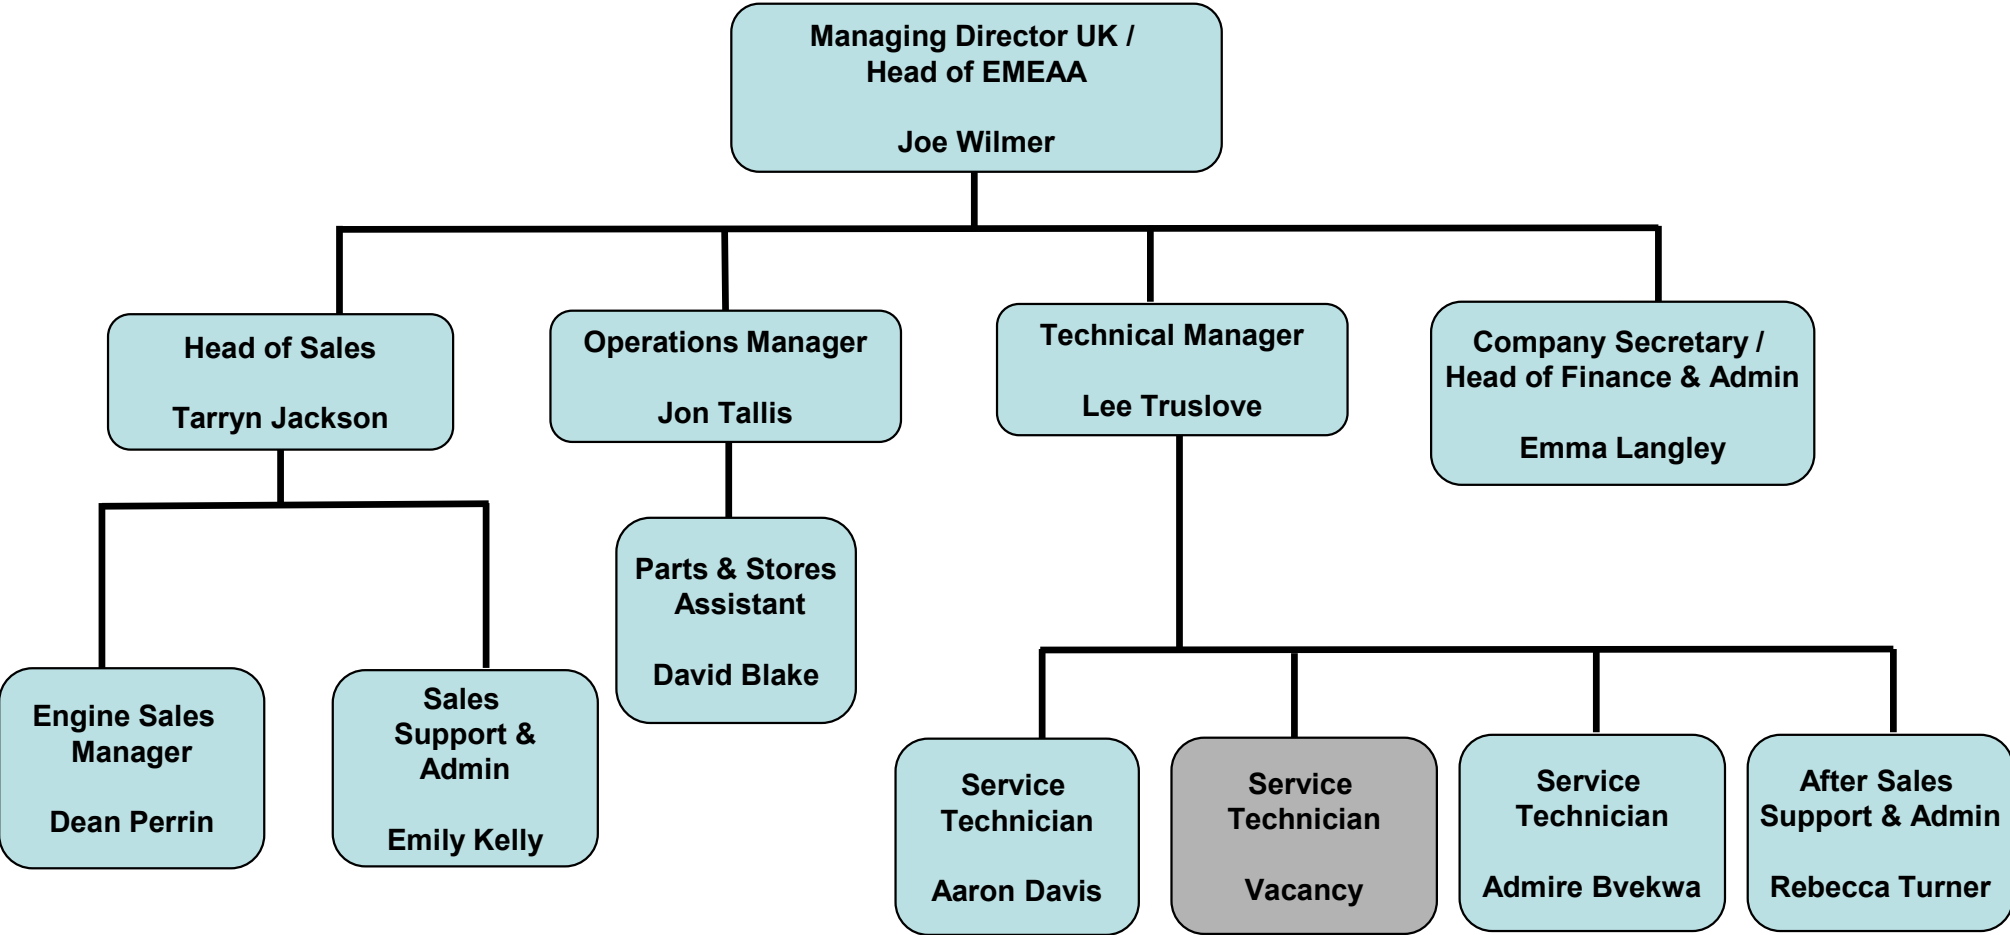 Managing Director UK /
Head of EMEAA
Joe Wilmer
Head of Sales
Tarryn Jackson
Operations Manager
Jon Tallis
Technical Manager
Lee Truslove
Company Secretary /
Head of Finance & Admin
Emma Langley
Parts & Stores
Assistant
David Blake
Engine Sales
Manager
Dean Perrin
Sales
Support &
Admin
Emily Kelly
Service
Technician
Aaron Davis
Service
Technician
Vacancy
Service
Technician
Admire Bvekwa
After Sales
Support & Admin
Rebecca Turner